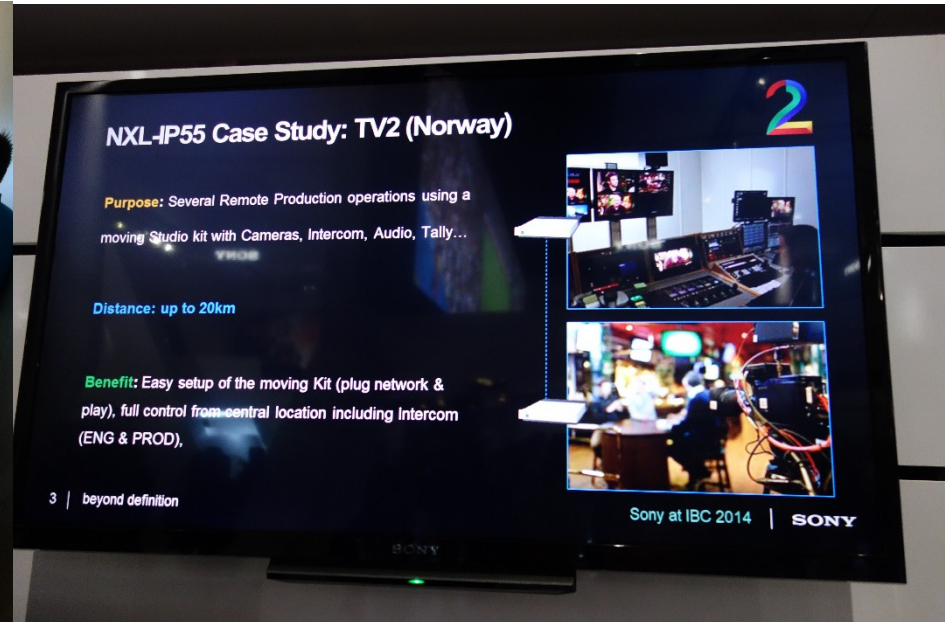 2
NXL-IP55 Case Study: TV2 (Norway)
Purpose: Several Remote Production operations using a
moving Studio kit with Cameras, Intercom, Audio, Tally...
SONY
Distance: up to 20km
Benefit: Easy setup of the moving Kit (plug network &
play), full control from central location including Intercom
(ENG & PROD),
3 | beyond definition
Sony at IBC 2014 | SONY
SONY